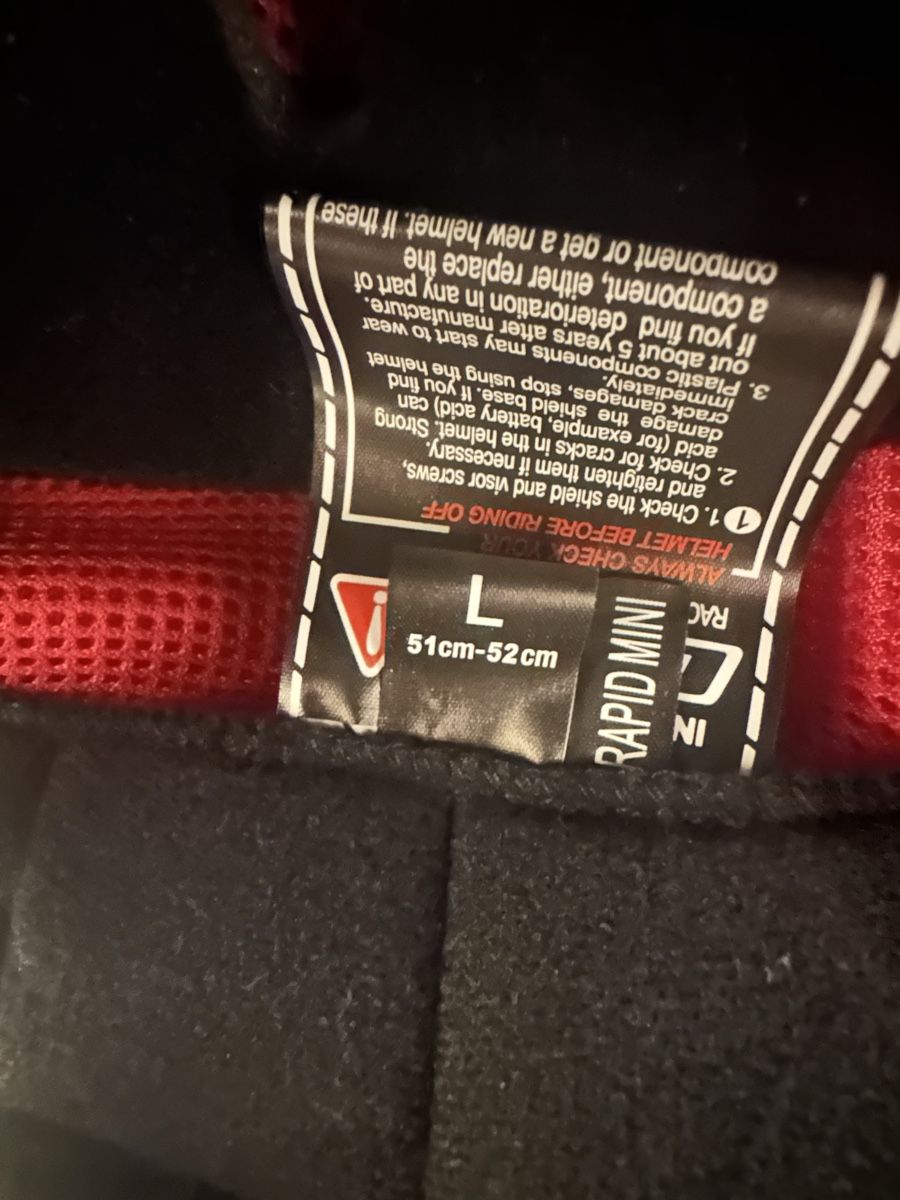 L
51cm-52cm
RAPID MINI
IN
RAC
ALWAYS CHECK YOUR
HELMET BEFORE RIDING OFF
1 1. Check the shield and visor screws,
and retighten them if necessary.
2. Check for cracks in the helmet. Strong
acid (for example, battery acid) can
damage the shield base. If you find
crack damages, stop using the helmet
immediately.
3. Plastic components may start to wear
out about 5 years after manufacture.
If you find deterioration in any part of
a component, either replace the
component or get a new helmet. If these